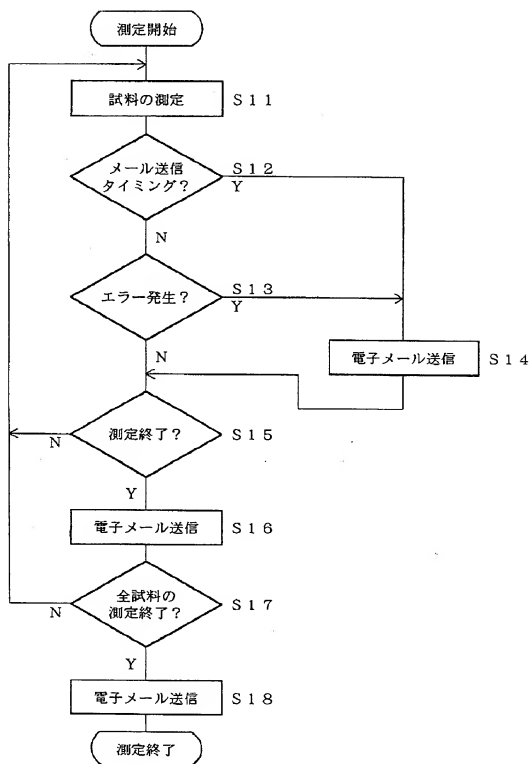 測定開始
試料の測定
S11
メール送信
タイミング?
S12
Y
N
エラー発生?
S13
Y
N
電子メール送信
S14
測定終了?
S15
N
Y
電子メール送信
S16
全試料の
測定終了?
S17
N
Y
電子メール送信
S18
測定終了